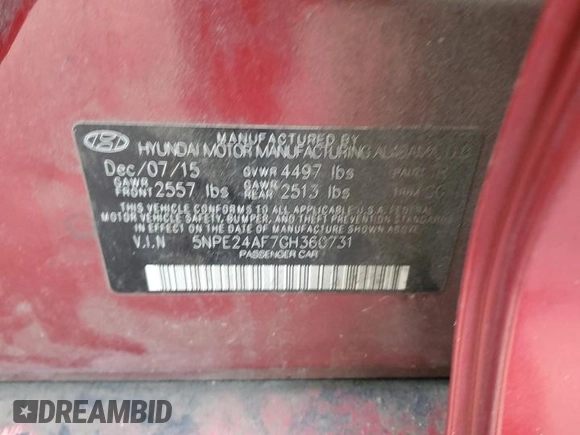 MANUFACTURED BY
HYUNDAI MOTOR MANUFACTURING ALABAMA, LLC
Dec/07/15 GVWR 4497 lbs PAINT
GAWR FRONT 2557 lbs GAWR REAR 2513 lbs TRIM
THIS VEHICLE CONFORMS TO ALL APPLICABLE U.S.A. FEDERAL
MOTOR VEHICLE SAFETY, BUMPER, AND THEFT PREVENTION
STANDARDS IN EFFECT ON THE DATE OF MANUFACTURE SHOWN ABOVE.
V.I.N 5NPE24AF7GH360731
PASSENGER CAR
DREAMBID